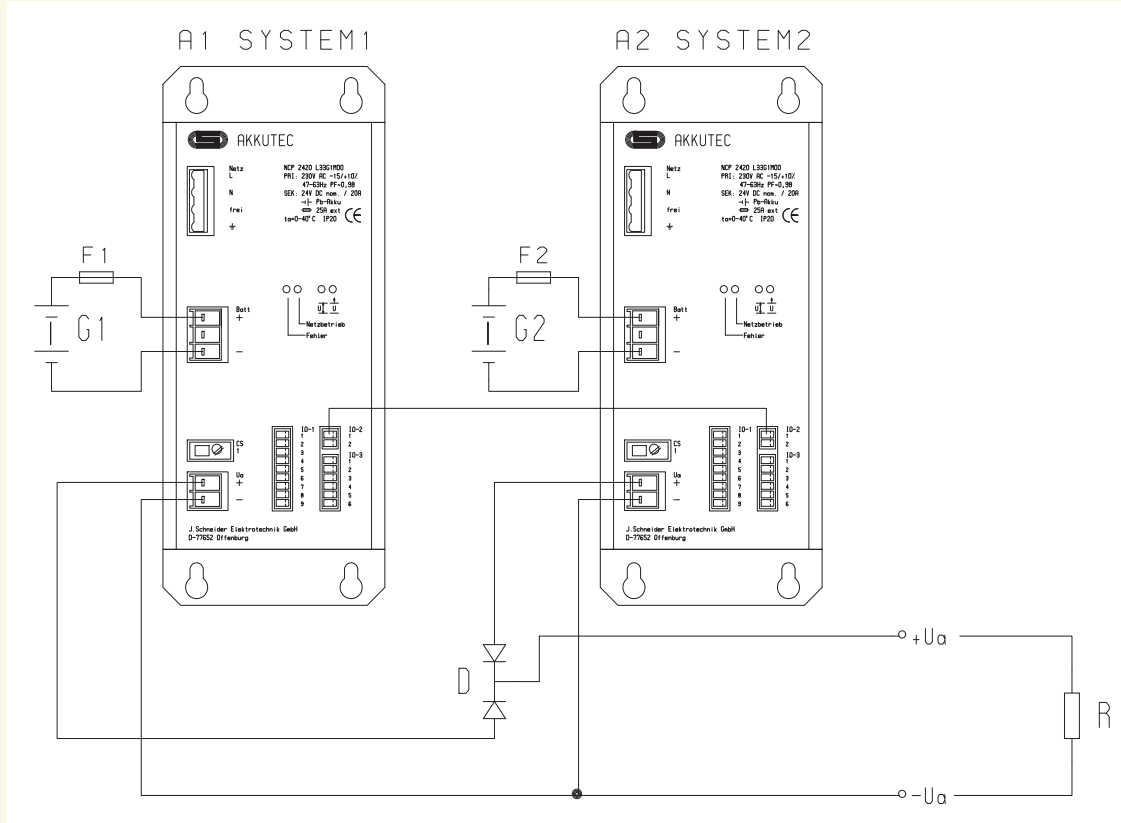 A1 SYSTEM1
A2 SYSTEM2
AKKUTEC
Netz
L
N
frei
NCP 2420 L33G1M00
PRI: 230V AC -15/+10%
47-63Hz PF=0,98
SEK: 24V DC nom. / 20A
Pb-Akku
25A ext
ta=0-40°C IP20 CE
F1
G1
Batt
+
-
U U
Netzbetrieb
Fehler
CS
1
Ua
+
-
IO-1
1
2
3
4
5
6
7
8
9
IO-2
1
2
IO-3
1
2
3
4
5
6
J.Schneider Elektrotechnik GmbH
D-77652 Offenburg
AKKUTEC
Netz
L
N
frei
NCP 2420 L33G1M00
PRI: 230V AC -15/+10%
47-63Hz PF=0,98
SEK: 24V DC nom. / 20A
Pb-Akku
25A ext
ta=0-40°C IP20 CE
F2
G2
Batt
+
-
U U
Netzbetrieb
Fehler
CS
1
Ua
+
-
IO-1
1
2
3
4
5
6
7
8
9
IO-2
1
2
IO-3
1
2
3
4
5
6
J.Schneider Elektrotechnik GmbH
D-77652 Offenburg
D
+Ua
R
-Ua